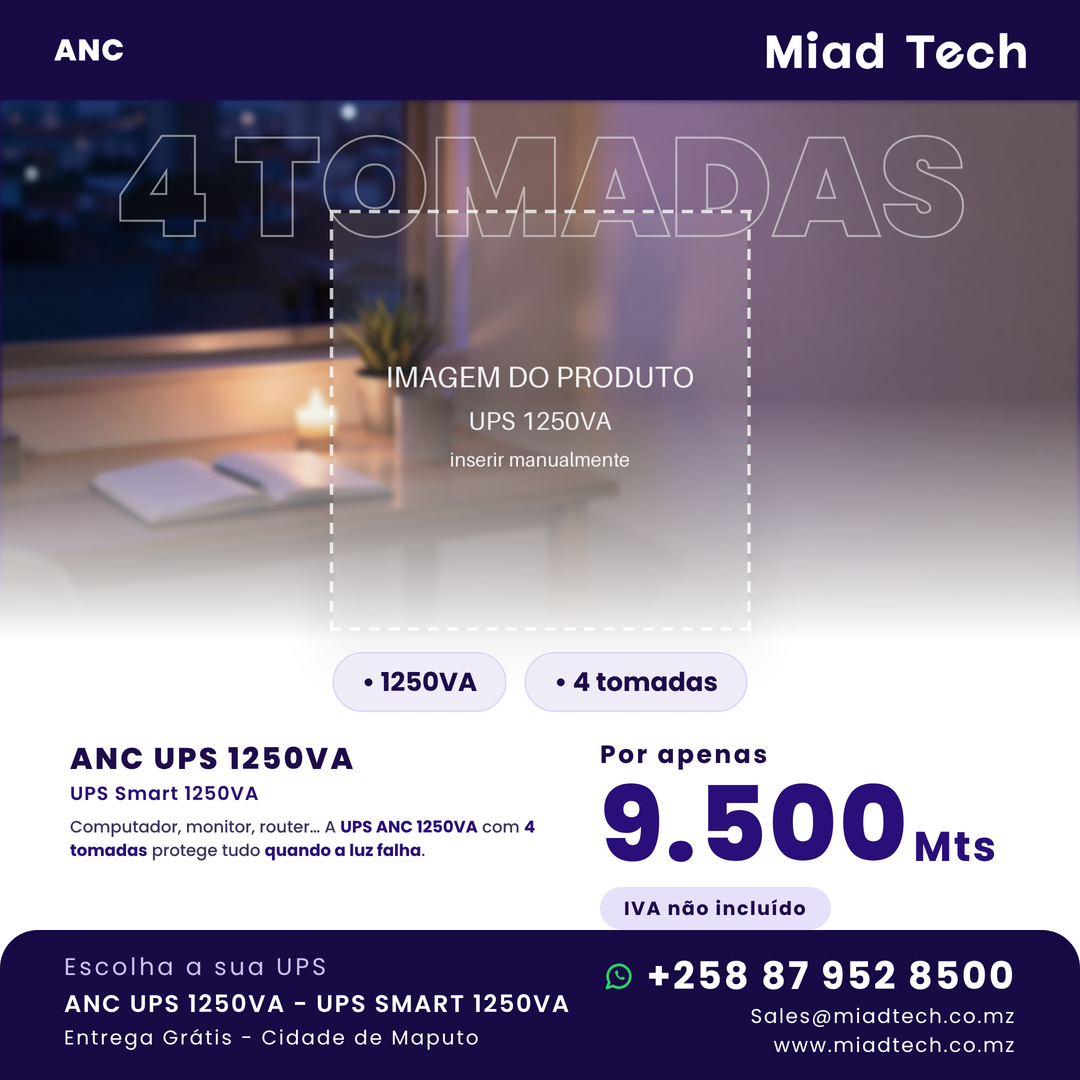 ANC
Miad Tech
4 TOMADAS
IMAGEM DO PRODUTO
UPS 1250VA
inserir manualmente
• 1250VA
• 4 tomadas
ANC UPS 1250VA
UPS Smart 1250VA
Computador, monitor, router... A UPS ANC 1250VA com 4
tomadas protege tudo quando a luz falha.
Por apenas
9.500 Mts
IVA não incluído
Escolha a sua UPS
ANC UPS 1250VA – UPS SMART 1250VA
Entrega Grátis – Cidade de Maputo
+258 87 952 8500
Sales@miadtech.co.mz
www.miadtech.co.mz